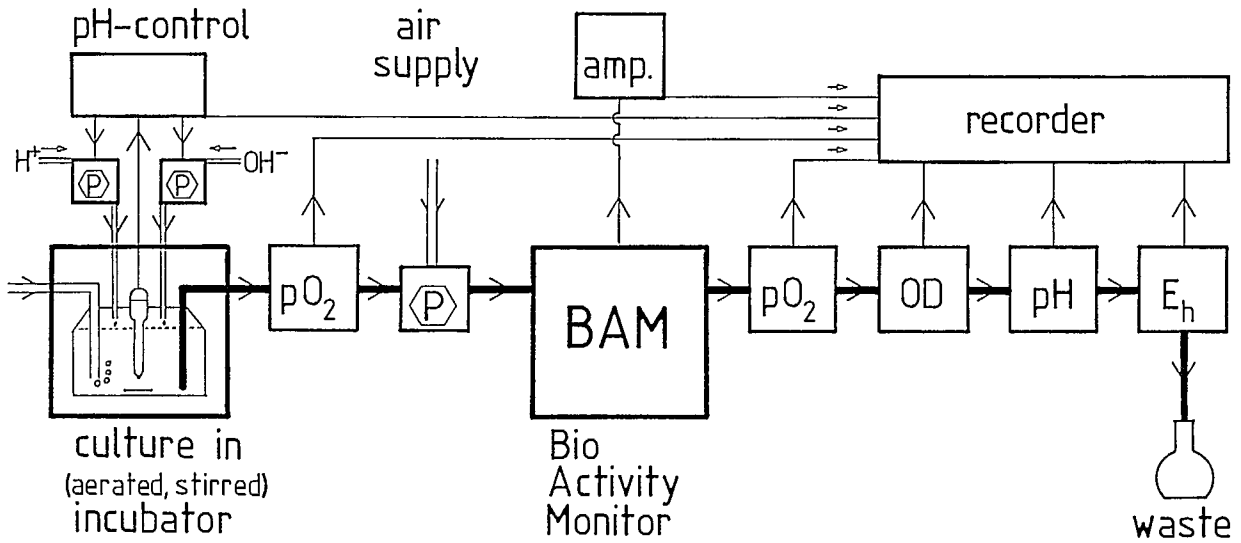 pH-control
air
supply
amp.
recorder
H⁺
P
P
OH⁻
pO₂
P
BAM
pO₂
OD
pH
Eₕ
culture in
(aerated, stirred)
incubator
Bio
Activity
Monitor
waste